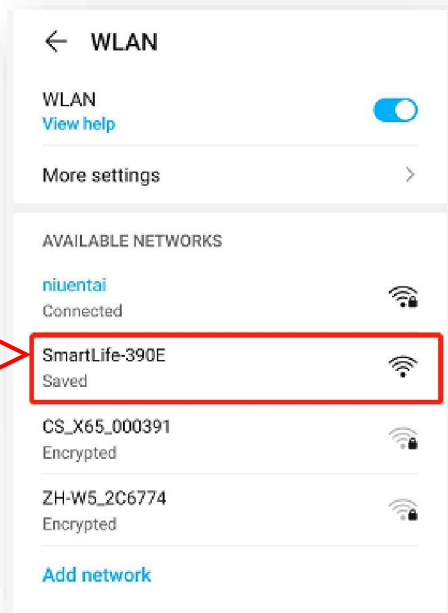 WLAN
WLAN
View help
More settings
AVAILABLE NETWORKS
niuentai
Connected
SmartLife-390E
Saved
CS_X65_000391
Encrypted
ZH-W5_2C6774
Encrypted
Add network